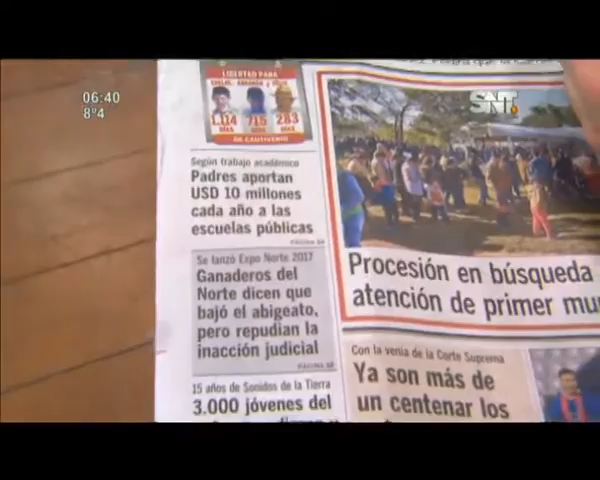 06:40
8°4
SNT
LIBERTAD PARA
1.114 715 283
DÍAS DÍAS DÍAS
DE CAUTIVERIO
Según trabajo académico
Padres aportan
USD 10 millones
cada año a las
escuelas públicas
Se lanzó Expo Norte 2017
Ganaderos del
Norte dicen que
bajó el abigeato,
pero repudian la
inacción judicial
15 años de Sonidos de la Tierra
3.000 jóvenes del
Procesión en búsqueda
atención de primer
Con la venia de la Corte Suprema
Ya son más de
un centenar los